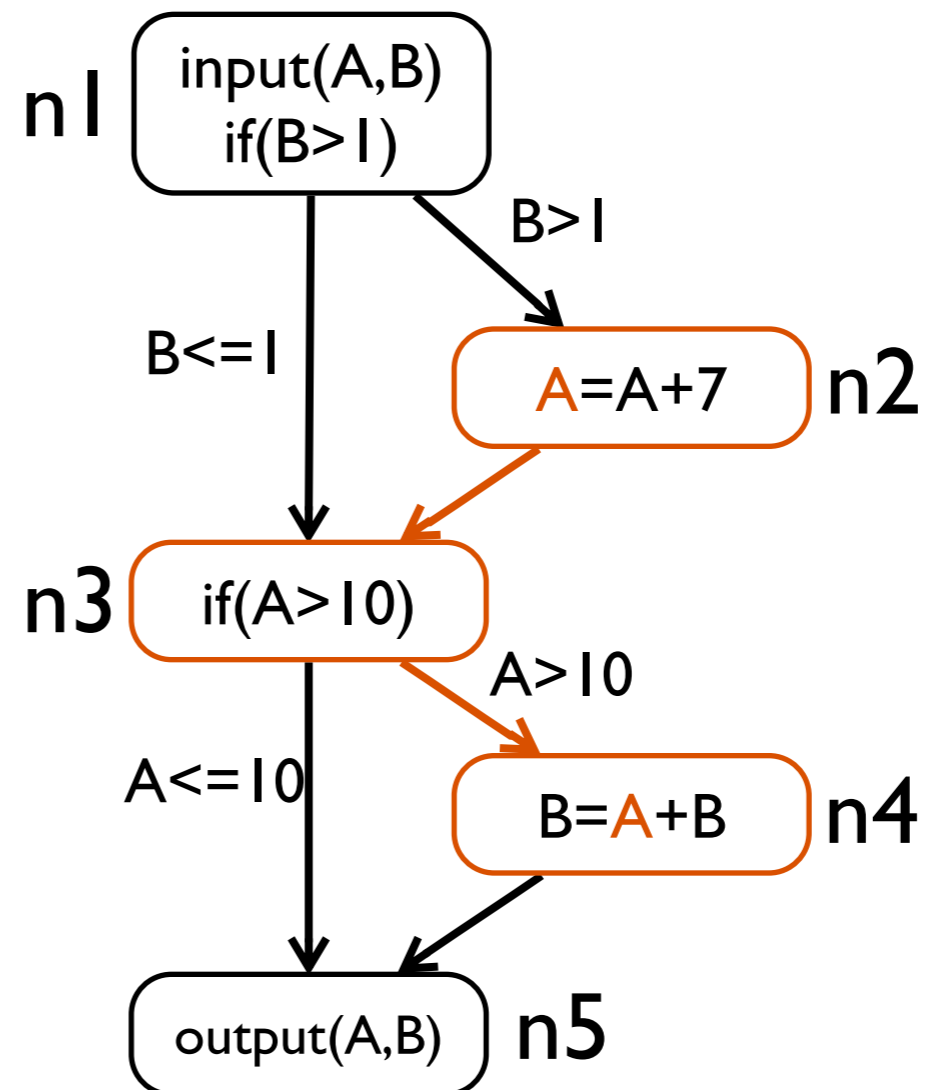 n1
input(A,B)
if(B>1)
B>1
B<=1
A=A+7
n2
n3
if(A>10)
A>10
A<=10
B=A+B
n4
output(A,B)
n5